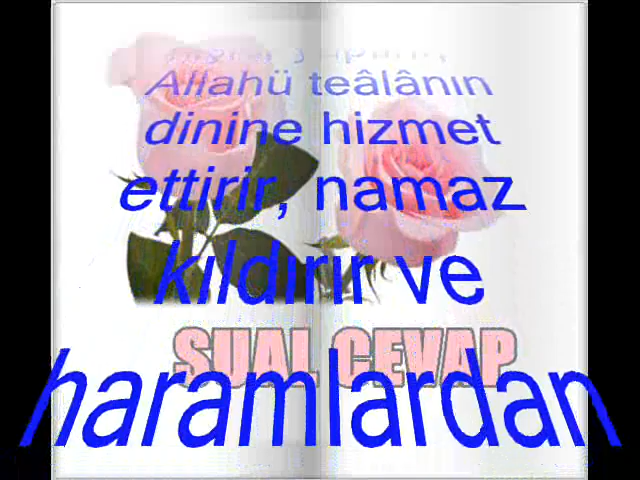 Allahü teâlânın
dinine hizmet
ettirir, namaz
kıldırır ve
SUAL CEVAP
haramlardan